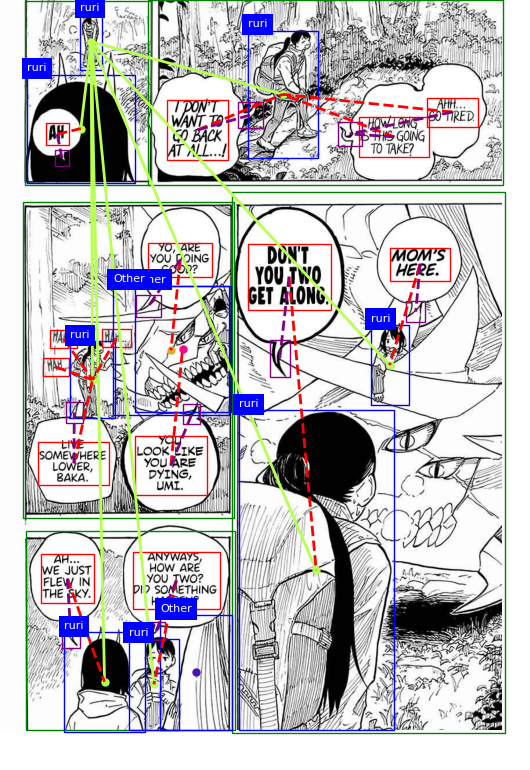 ruri
ruri
AHH...
SO TIRED.
HOW LONG
IS THIS GOING
TO TAKE?
I DON'T
WANT TO
GO BACK
AT ALL...!
ruri
AH
MOM'S
HERE.
DON'T
YOU TWO
GET ALONG.
ruri
ruri
YO, ARE
YOU DOING
GOOD?
Other
ruri
YOU
LOOK LIKE
YOU ARE
DYING,
UMI.
LIVE
SOMEWHERE
LOWER,
BAKA.
ANYWAYS,
HOW ARE
YOU TWO?
DID SOMETHING
AH...
WE JUST
FLEW IN
THE SKY.
Other
ruri
ruri